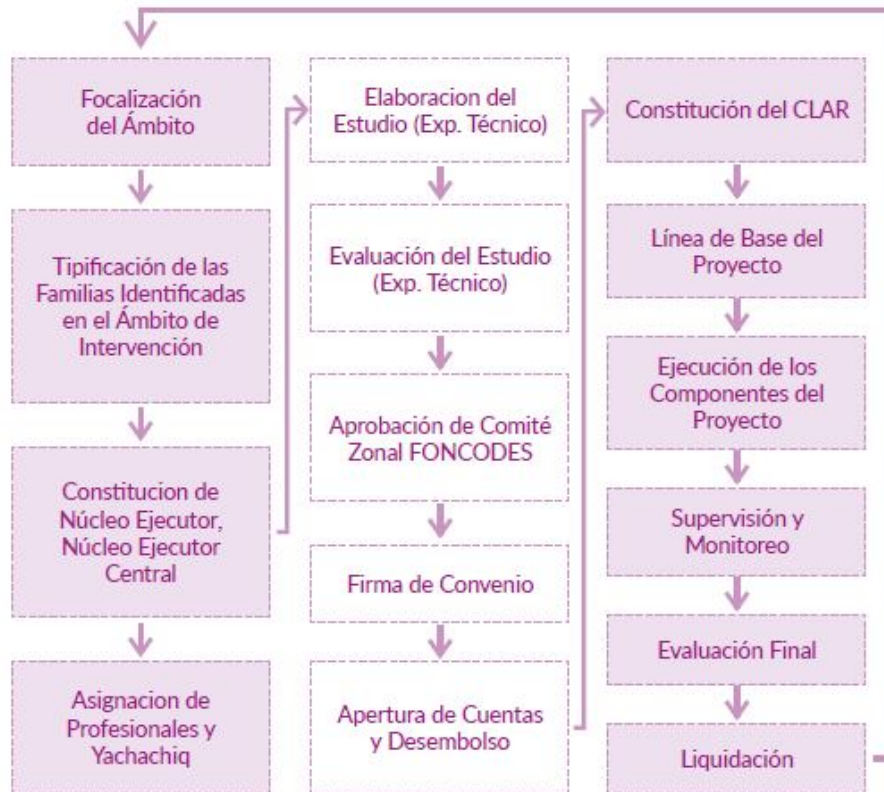 Focalización
del Ámbito
Tipificación de las
Familias Identificadas
en el Ámbito de
Intervención
Constitucion de
Núcleo Ejecutor,
Núcleo Ejecutor
Central
Asignacion de
Profesionales y
Yachachiq
Elaboracion del
Estudio (Exp. Técnico)
Evaluación del Estudio
(Exp. Técnico)
Aprobación de Comité
Zonal FONCODES
Firma de Convenio
Apertura de Cuentas
y Desembolso
Constitución del CLAR
Línea de Base del
Proyecto
Ejecución de los
Componentes del
Proyecto
Supervisión y
Monitoreo
Evaluación Final
Liquidación